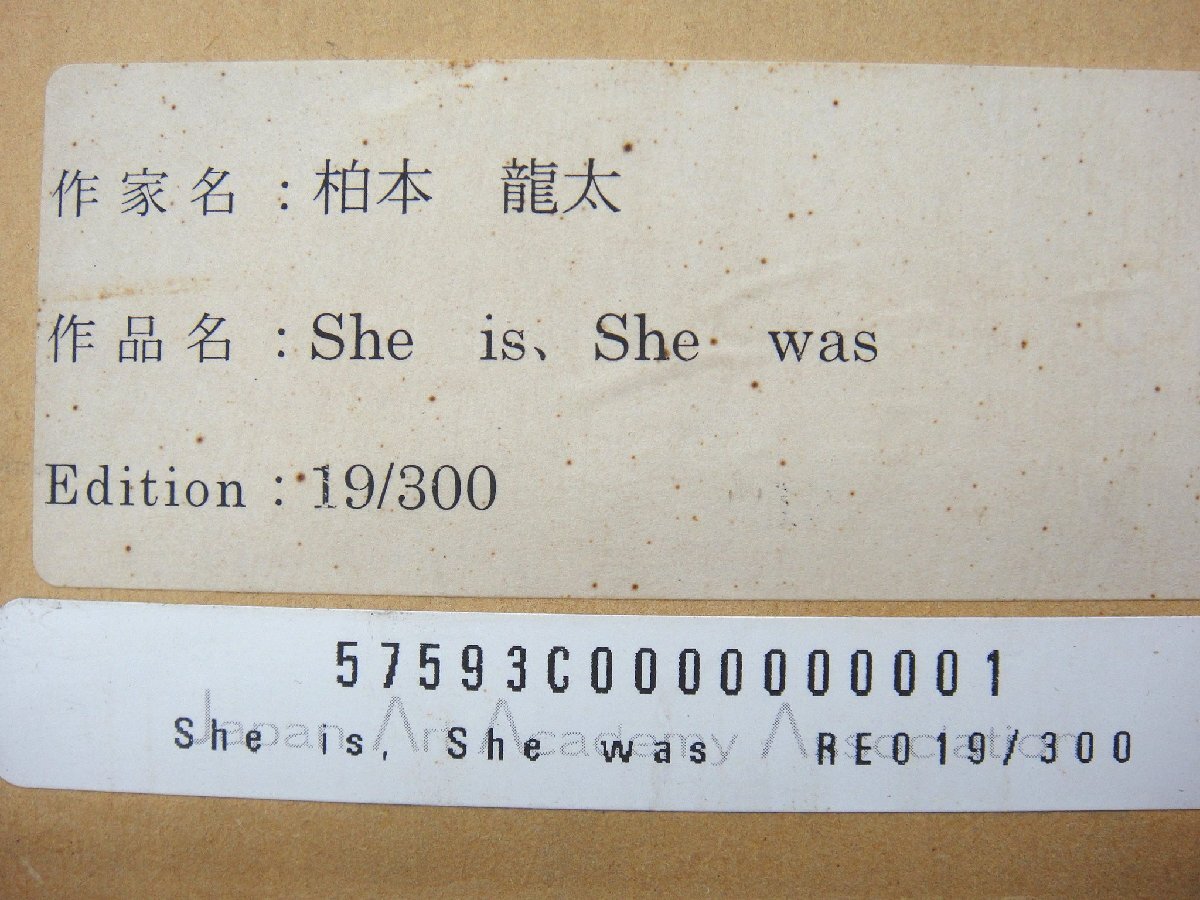 作家名：柏本　龍太
作品名：She　is、She　was
Edition：19/300
57593C0000000001
Japan Art Academy Association
She is, She was RE019/300